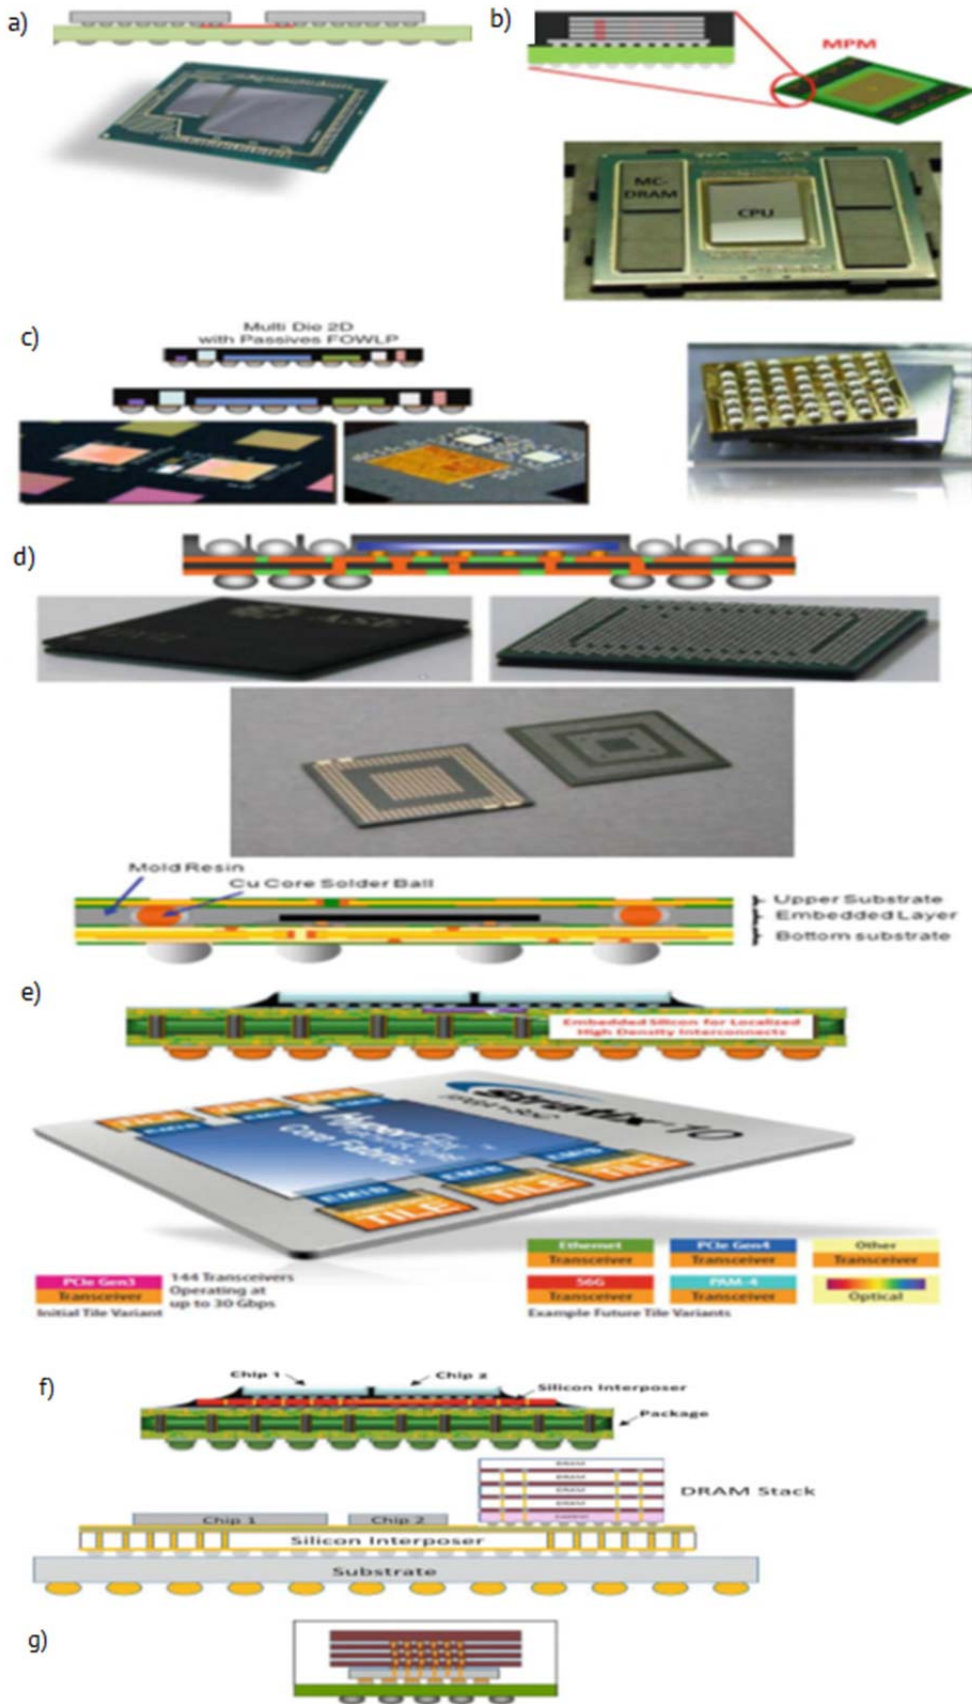 a)
b)
MPM
MC-
DRAM
CPU
c)
Multi Die 2D
with Passives FOWLP
d)
Mold Resin
Cu Core Solder Ball
Upper Substrate
Embedded Layer
Bottom substrate
e)
Embedded Silicon for Localized
High Density Interconnects
Stratix 10
Core Fabric
EMIB
EMIB
EMIB
TILE
TILE
TILE
Ethernet
Transceiver
PCIe Gen4
Transceiver
Other
Transceiver
PCIe Gen3
Transceiver
Initial Tile Variant
144 Transceivers
Operating at
up to 30 Gbps
56G
Transceiver
PAM-4
Transceiver
Optical
Example Future Tile Variants
f)
Chip 1
Chip 2
Silicon Interposer
Package
DRAM
DRAM
DRAM
DRAM
DRAM Stack
Chip 1
Chip 2
Silicon Interposer
Substrate
g)